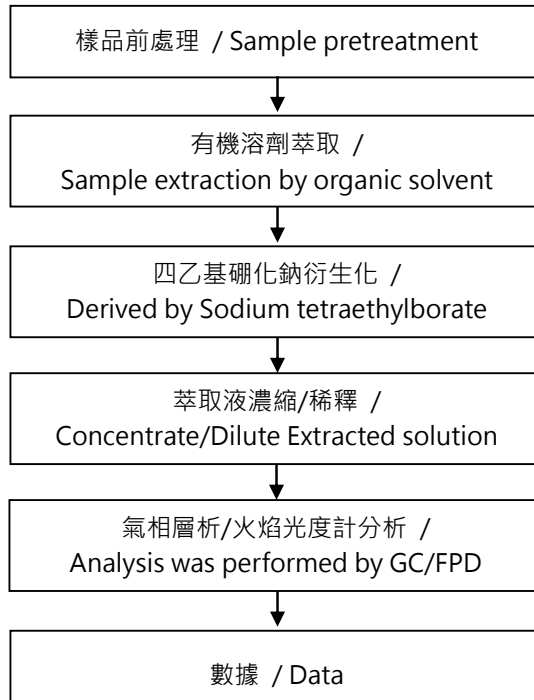 樣品前處理 / Sample pretreatment
有機溶劑萃取 /
Sample extraction by organic solvent
四乙基硼化鈉衍生化 /
Derived by Sodium tetraethylborate
萃取液濃縮/稀釋 /
Concentrate/Dilute Extracted solution
氣相層析/火焰光度計分析 /
Analysis was performed by GC/FPD
數據 / Data